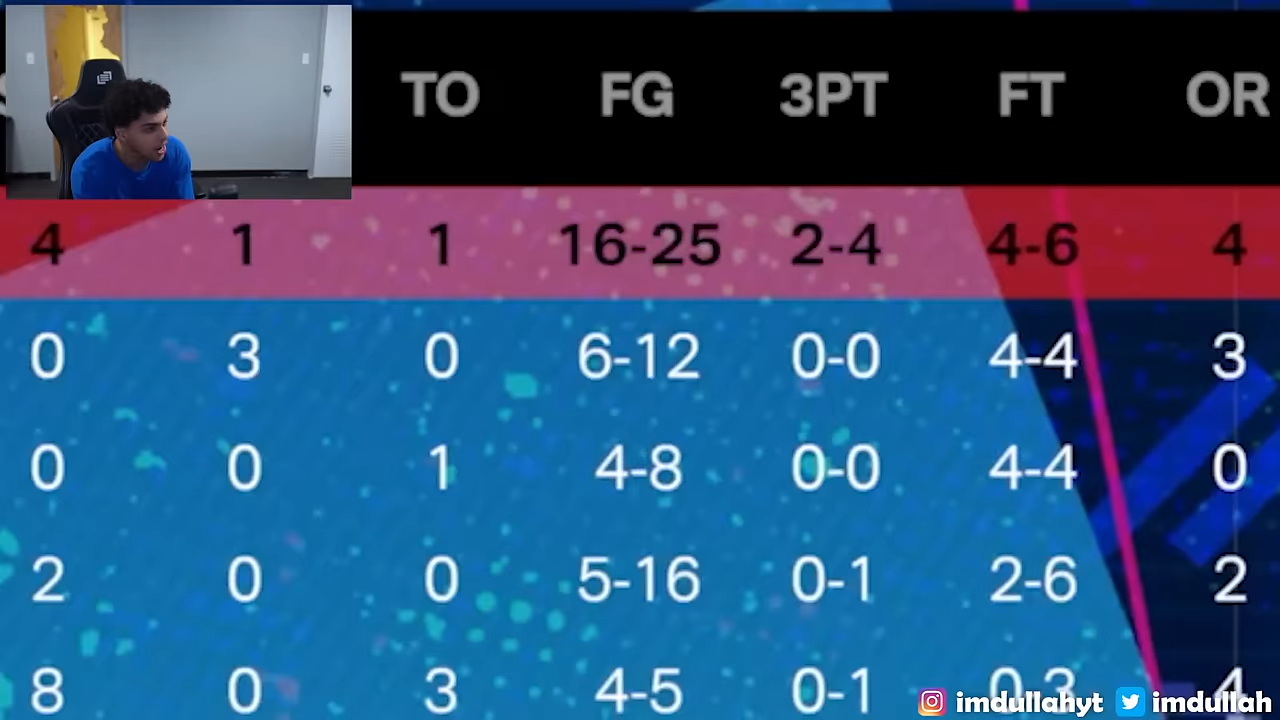 TO FG 3PT FT OR
4 1 1 16-25 2-4 4-6 4
0 3 0 6-12 0-0 4-4 3
0 0 1 4-8 0-0 4-4 0
2 0 0 5-16 0-1 2-6 2
8 0 3 4-5 0-1 0-3 4
imdullahyt imdullah